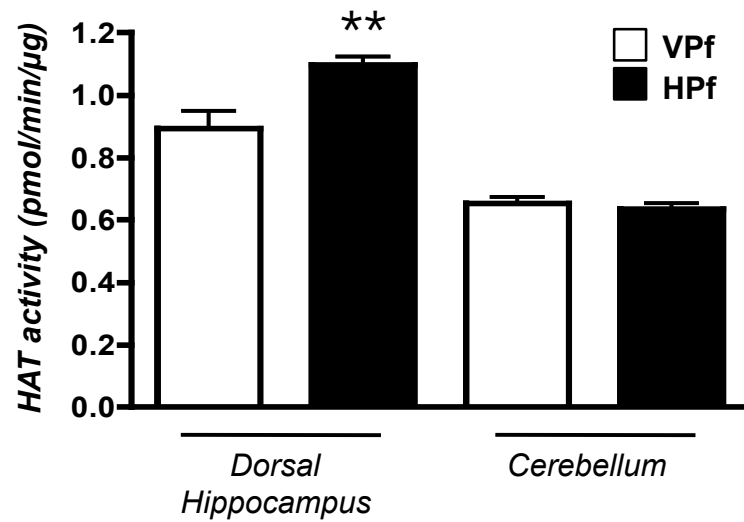 **
VPf
HPf
HAT activity (pmol/min/µg)
1.2
1.0
0.8
0.6
0.4
0.2
0.0
Dorsal
Hippocampus
Cerebellum